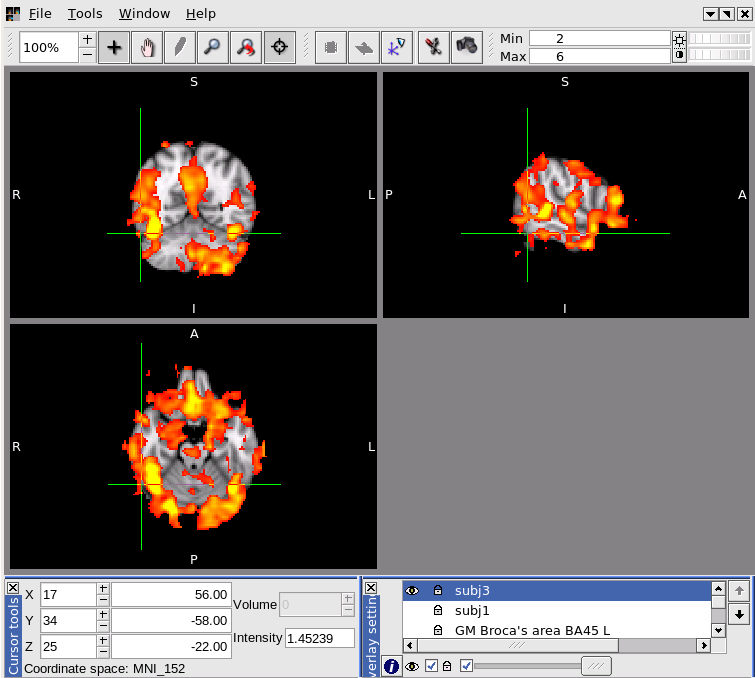 File Tools Window Help
100%
Min 2
Max 6
S
R L
I
S
P A
I
A
R L
P
Cursor tools
X 17 56.00
Y 34 -58.00
Z 25 -22.00
Volume 0
Intensity 1.45239
Coordinate space: MNI_152
verlay settin
subj3
subj1
GM Broca's area BA45 L